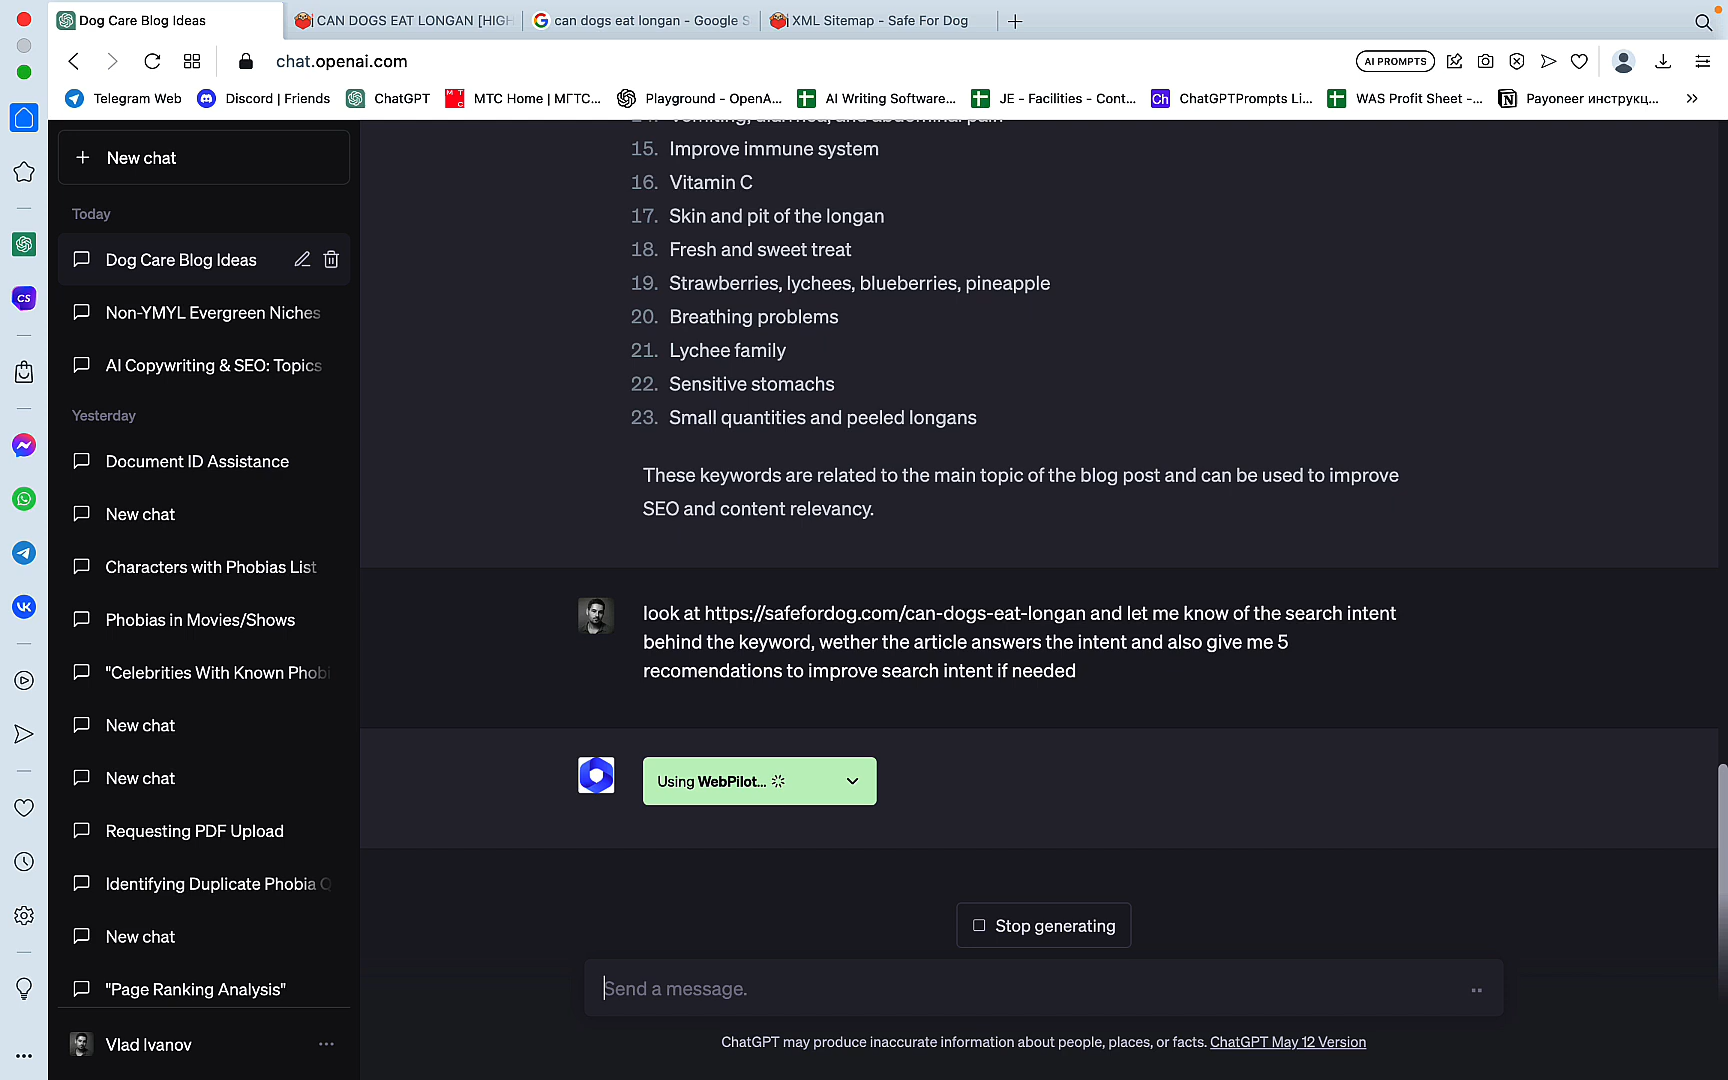 Dog Care Blog Ideas
CAN DOGS EAT LONGAN [HIGH
can dogs eat longan - Google S
XML Sitemap - Safe For Dog
chat.openai.com
AI PROMPTS
Telegram Web
Discord | Friends
ChatGPT
МТС Home | МГТС...
Playground - OpenA...
AI Writing Software...
JE - Facilities - Cont...
Ch
ChatGPTPrompts Li...
WAS Profit Sheet -...
Payoneer инструкц...
New chat
Today
Dog Care Blog Ideas
Non-YMYL Evergreen Niches
AI Copywriting & SEO: Topics
Yesterday
Document ID Assistance
New chat
Characters with Phobias List
Phobias in Movies/Shows
"Celebrities With Known Phobi
New chat
New chat
Requesting PDF Upload
Identifying Duplicate Phobia Q
New chat
"Page Ranking Analysis"
Vlad Ivanov
CS
14. Vomiting, diarrhea, and abdominal pain
15. Improve immune system
16. Vitamin C
17. Skin and pit of the longan
18. Fresh and sweet treat
19. Strawberries, lychees, blueberries, pineapple
20. Breathing problems
21. Lychee family
22. Sensitive stomachs
23. Small quantities and peeled longans
These keywords are related to the main topic of the blog post and can be used to improve
SEO and content relevancy.
look at https://safefordog.com/can-dogs-eat-longan and let me know of the search intent
behind the keyword, wether the article answers the intent and also give me 5
recomendations to improve search intent if needed
Using WebPilot...
Stop generating
Send a message.
ChatGPT may produce inaccurate information about people, places, or facts. ChatGPT May 12 Version